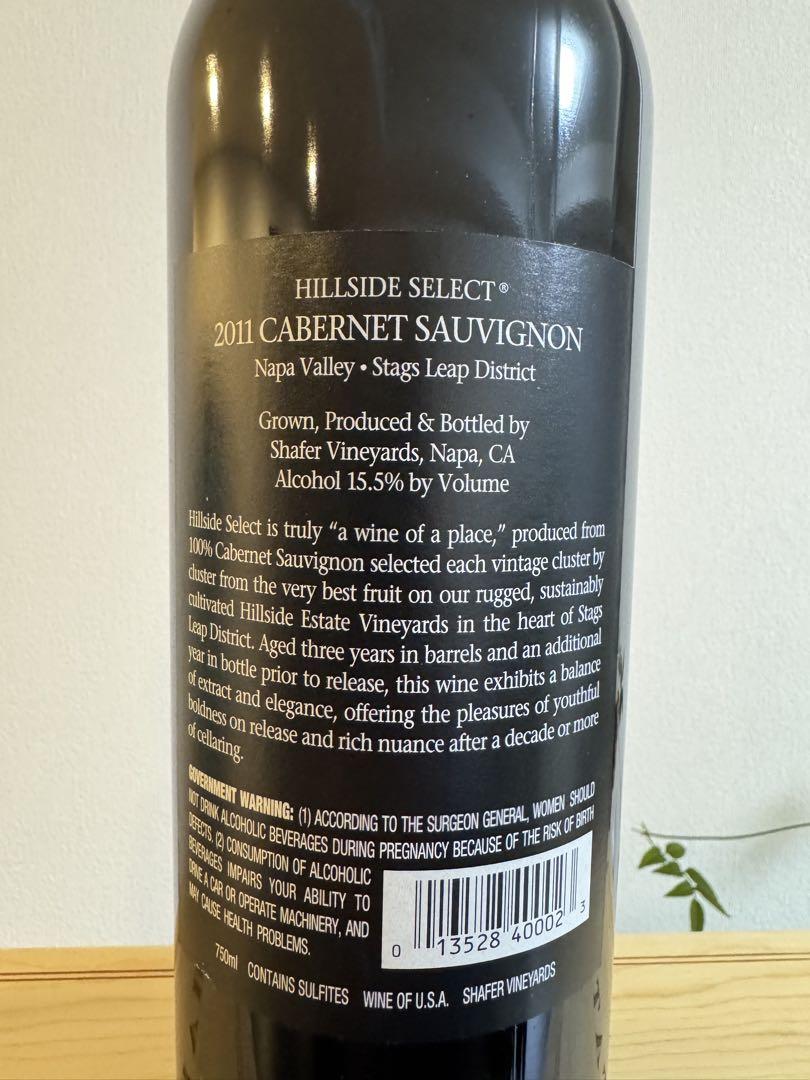 HILLSIDE SELECT®
2011 CABERNET SAUVIGNON
Napa Valley • Stags Leap District
Grown, Produced & Bottled by
Shafer Vineyards, Napa, CA
Alcohol 15.5% by Volume
Hillside Select is truly “a wine of a place,” produced from
100% Cabernet Sauvignon selected each vintage cluster by
cluster from the very best fruit on our rugged, sustainably
cultivated Hillside Estate Vineyards in the heart of Stags
Leap District. Aged three years in barrels and an additional
year in bottle prior to release, this wine exhibits a balance
of extract and elegance, offering the pleasures of youthful
boldness on release and rich nuance after a decade or more
of cellaring.
GOVERNMENT WARNING: (1) ACCORDING TO THE SURGEON GENERAL, WOMEN SHOULD
NOT DRINK ALCOHOLIC BEVERAGES DURING PREGNANCY BECAUSE OF THE RISK OF BIRTH
DEFECTS. (2) CONSUMPTION OF ALCOHOLIC
BEVERAGES IMPAIRS YOUR ABILITY TO
DRIVE A CAR OR OPERATE MACHINERY, AND
MAY CAUSE HEALTH PROBLEMS.
0 13528 40002 3
750ml CONTAINS SULFITES WINE OF U.S.A. SHAFER VINEYARDS